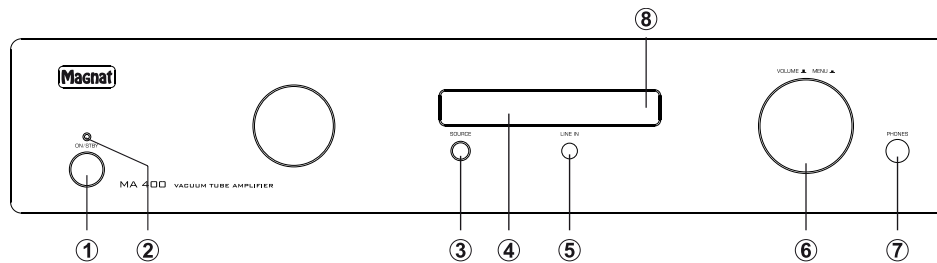 8
Magnat
VOLUME MENU
SOURCE LINE IN PHONES
ON/STBY
MA 400 VACUUM TUBE AMPLIFIER
1 2 3 4 5 6 7